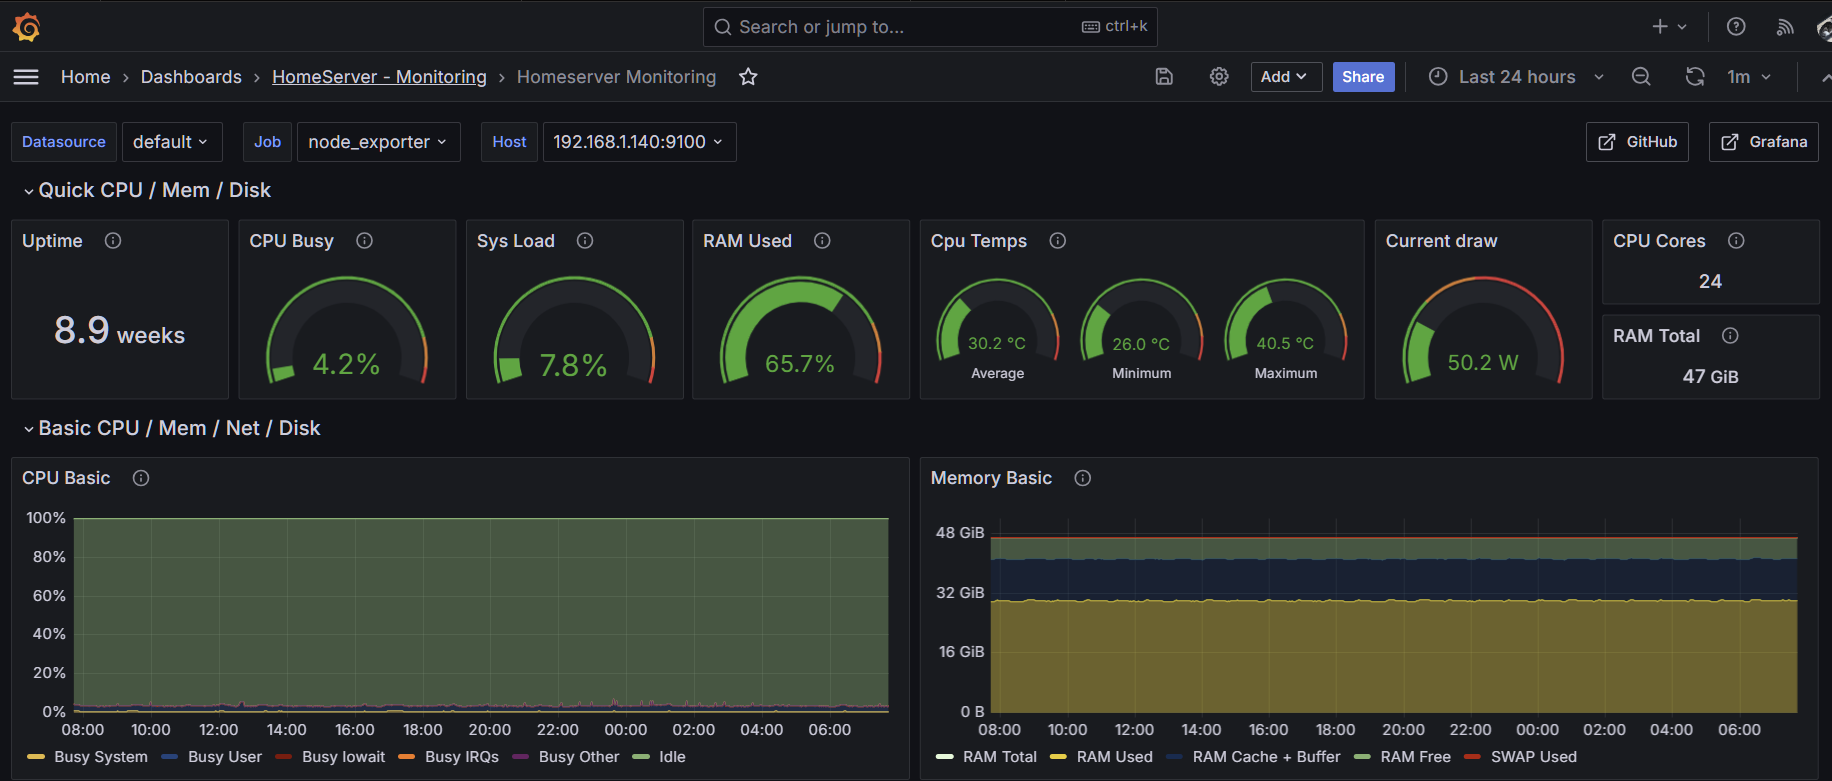 Search or jump to... ctrl+k
Home › Dashboards › HomeServer - Monitoring › Homeserver Monitoring
Add Share Last 24 hours 1m
Datasource default Job node_exporter Host 192.168.1.140:9100 GitHub Grafana
Quick CPU / Mem / Disk
Uptime
8.9 weeks
CPU Busy
4.2%
Sys Load
7.8%
RAM Used
65.7%
Cpu Temps
30.2 °C 26.0 °C 40.5 °C
Average Minimum Maximum
Current draw
50.2 W
CPU Cores
24
RAM Total
47 GiB
Basic CPU / Mem / Net / Disk
CPU Basic
100%
80%
60%
40%
20%
0%
08:00 10:00 12:00 14:00 16:00 18:00 20:00 22:00 00:00 02:00 04:00 06:00
Busy System Busy User Busy Iowait Busy IRQs Busy Other Idle
Memory Basic
48 GiB
32 GiB
16 GiB
0 B
08:00 10:00 12:00 14:00 16:00 18:00 20:00 22:00 00:00 02:00 04:00 06:00
RAM Total RAM Used RAM Cache + Buffer RAM Free SWAP Used